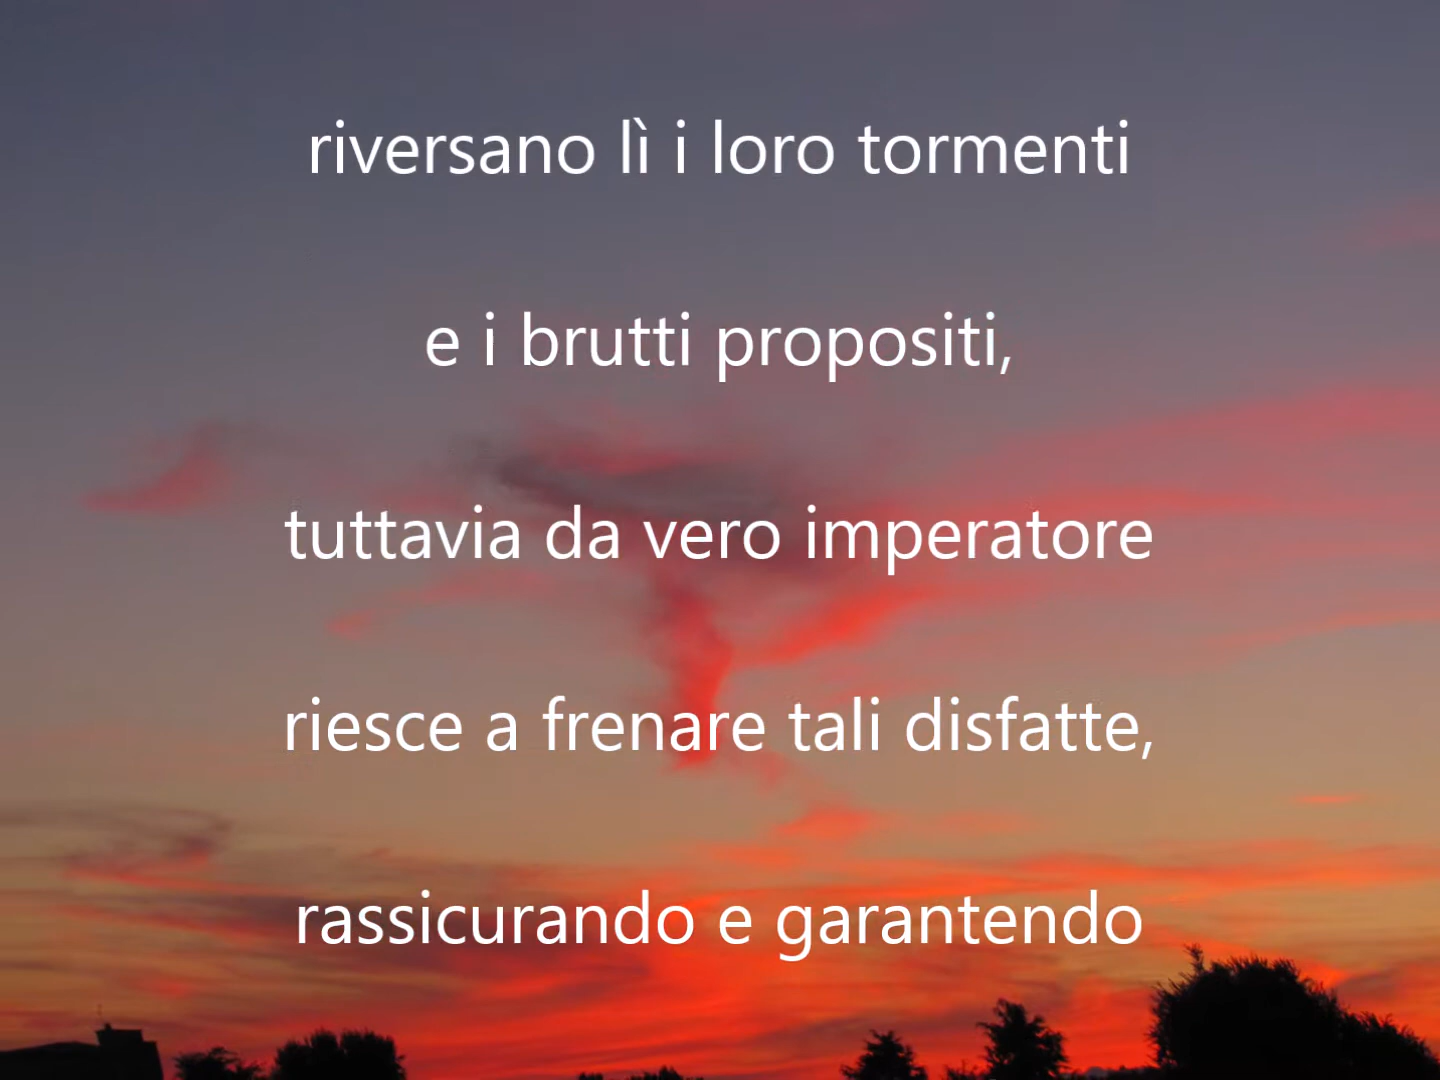 riversano lì i loro tormenti
e i brutti propositi,
tuttavia da vero imperatore
riesce a frenare tali disfatte,
rassicurando e garantendo